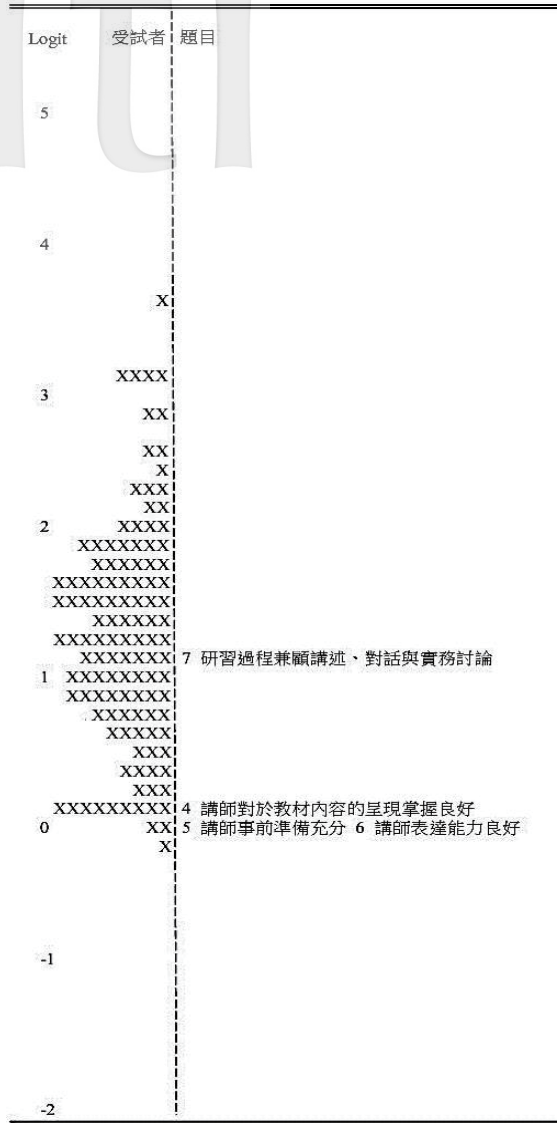 Logit 受試者 題目
5
4
X
XXXX
3
XX
XX
X
XXX
XX
2 XXXX
XXXXXXX
XXXXXX
XXXXXXXXX
XXXXXXXXX
XXXXXX
XXXXXXXXX
XXXXXXX 7 研習過程兼顧講述、對話與實務討論
1 XXXXXXXX
XXXXXXXX
XXXXXX
XXXXX
XXX
XXXX
XXX
XXXXXXXXX 4 講師對於教材內容的呈現掌握良好
0 XX 5 講師事前準備充分 6 講師表達能力良好
X
-1
-2